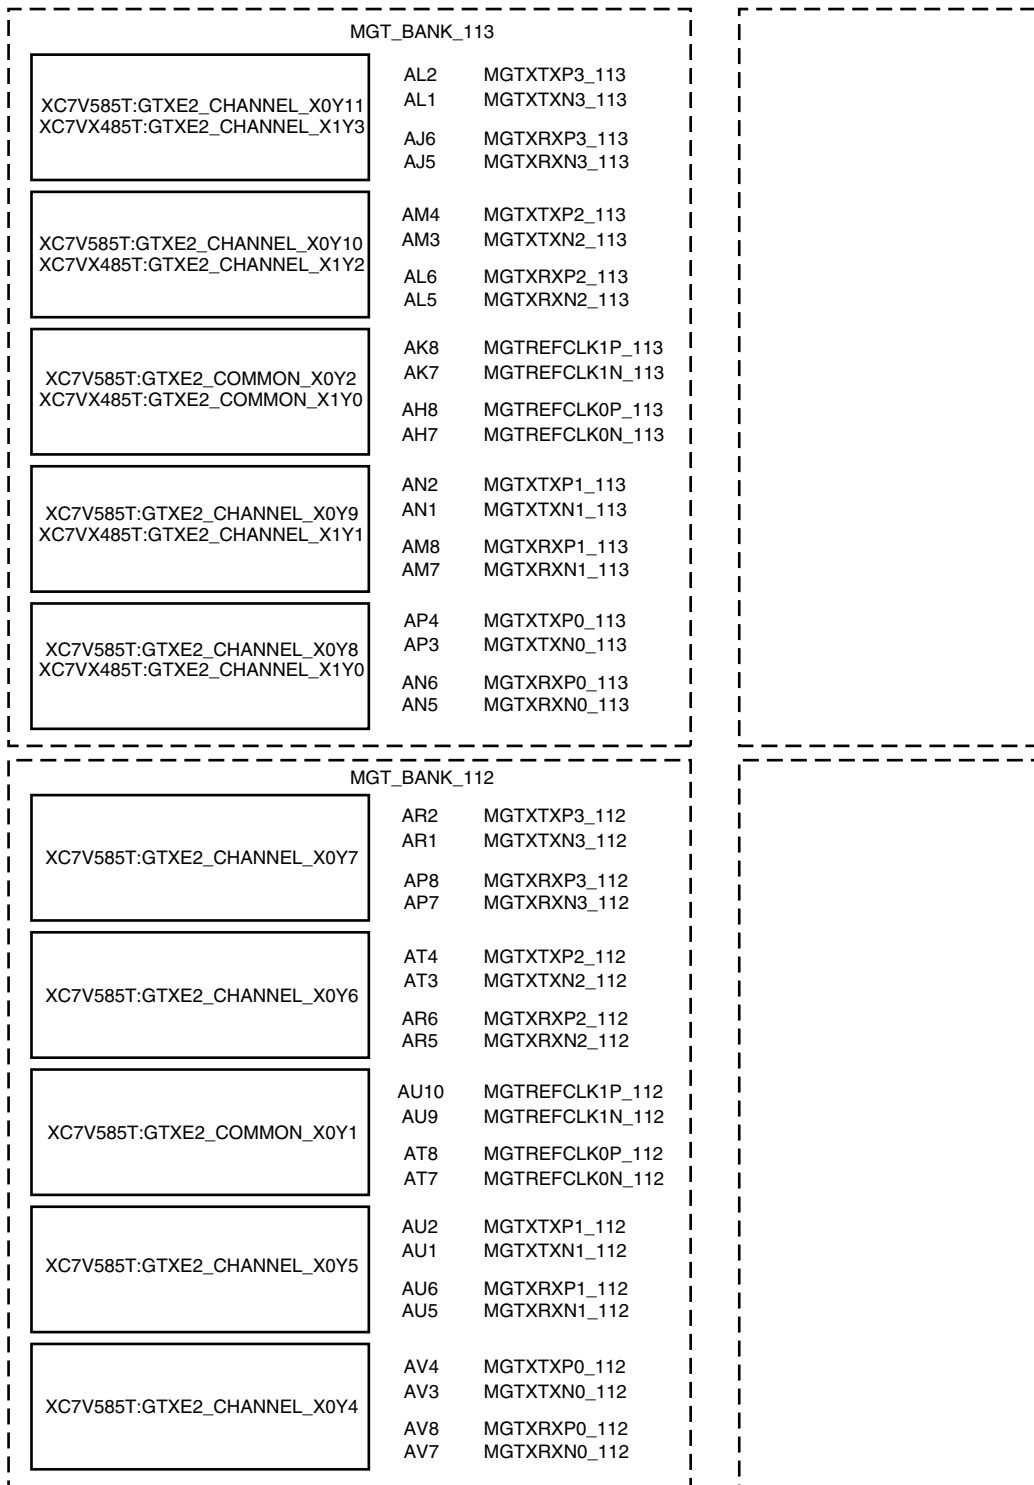 MGT_BANK_113
XC7V585T:GTXE2_CHANNEL_X0Y11
XC7VX485T:GTXE2_CHANNEL_X1Y3
AL2 MGTXTXP3_113
AL1 MGTXTXN3_113
AJ6 MGTXRXP3_113
AJ5 MGTXRXN3_113
XC7V585T:GTXE2_CHANNEL_X0Y10
XC7VX485T:GTXE2_CHANNEL_X1Y2
AM4 MGTXTXP2_113
AM3 MGTXTXN2_113
AL6 MGTXRXP2_113
AL5 MGTXRXN2_113
XC7V585T:GTXE2_COMMON_X0Y2
XC7VX485T:GTXE2_COMMON_X1Y0
AK8 MGTREFCLK1P_113
AK7 MGTREFCLK1N_113
AH8 MGTREFCLK0P_113
AH7 MGTREFCLK0N_113
XC7V585T:GTXE2_CHANNEL_X0Y9
XC7VX485T:GTXE2_CHANNEL_X1Y1
AN2 MGTXTXP1_113
AN1 MGTXTXN1_113
AM8 MGTXRXP1_113
AM7 MGTXRXN1_113
XC7V585T:GTXE2_CHANNEL_X0Y8
XC7VX485T:GTXE2_CHANNEL_X1Y0
AP4 MGTXTXP0_113
AP3 MGTXTXN0_113
AN6 MGTXRXP0_113
AN5 MGTXRXN0_113
MGT_BANK_112
XC7V585T:GTXE2_CHANNEL_X0Y7
AR2 MGTXTXP3_112
AR1 MGTXTXN3_112
AP8 MGTXRXP3_112
AP7 MGTXRXN3_112
XC7V585T:GTXE2_CHANNEL_X0Y6
AT4 MGTXTXP2_112
AT3 MGTXTXN2_112
AR6 MGTXRXP2_112
AR5 MGTXRXN2_112
XC7V585T:GTXE2_COMMON_X0Y1
AU10 MGTREFCLK1P_112
AU9 MGTREFCLK1N_112
AT8 MGTREFCLK0P_112
AT7 MGTREFCLK0N_112
XC7V585T:GTXE2_CHANNEL_X0Y5
AU2 MGTXTXP1_112
AU1 MGTXTXN1_112
AU6 MGTXRXP1_112
AU5 MGTXRXN1_112
XC7V585T:GTXE2_CHANNEL_X0Y4
AV4 MGTXTXP0_112
AV3 MGTXTXN0_112
AV8 MGTXRXP0_112
AV7 MGTXRXN0_112